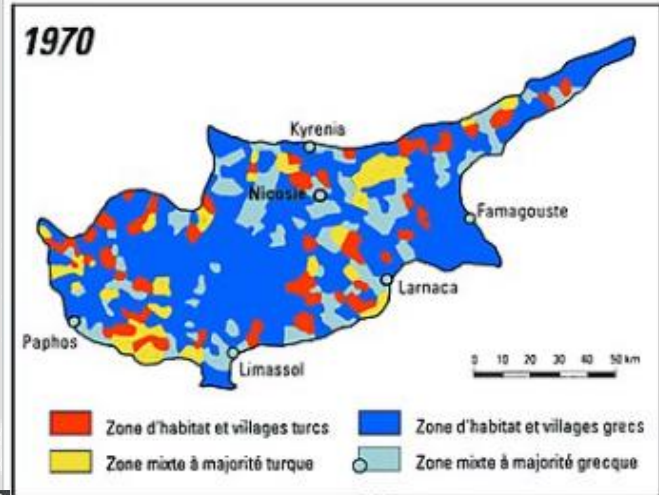 1970
Kyrenia
Nicosie
Famagouste
Larnaca
Paphos
Limassol
0 10 20 30 40 50 km
Zone d'habitat et villages turcs
Zone d'habitat et villages grecs
Zone mixte à majorité turque
Zone mixte à majorité grecque